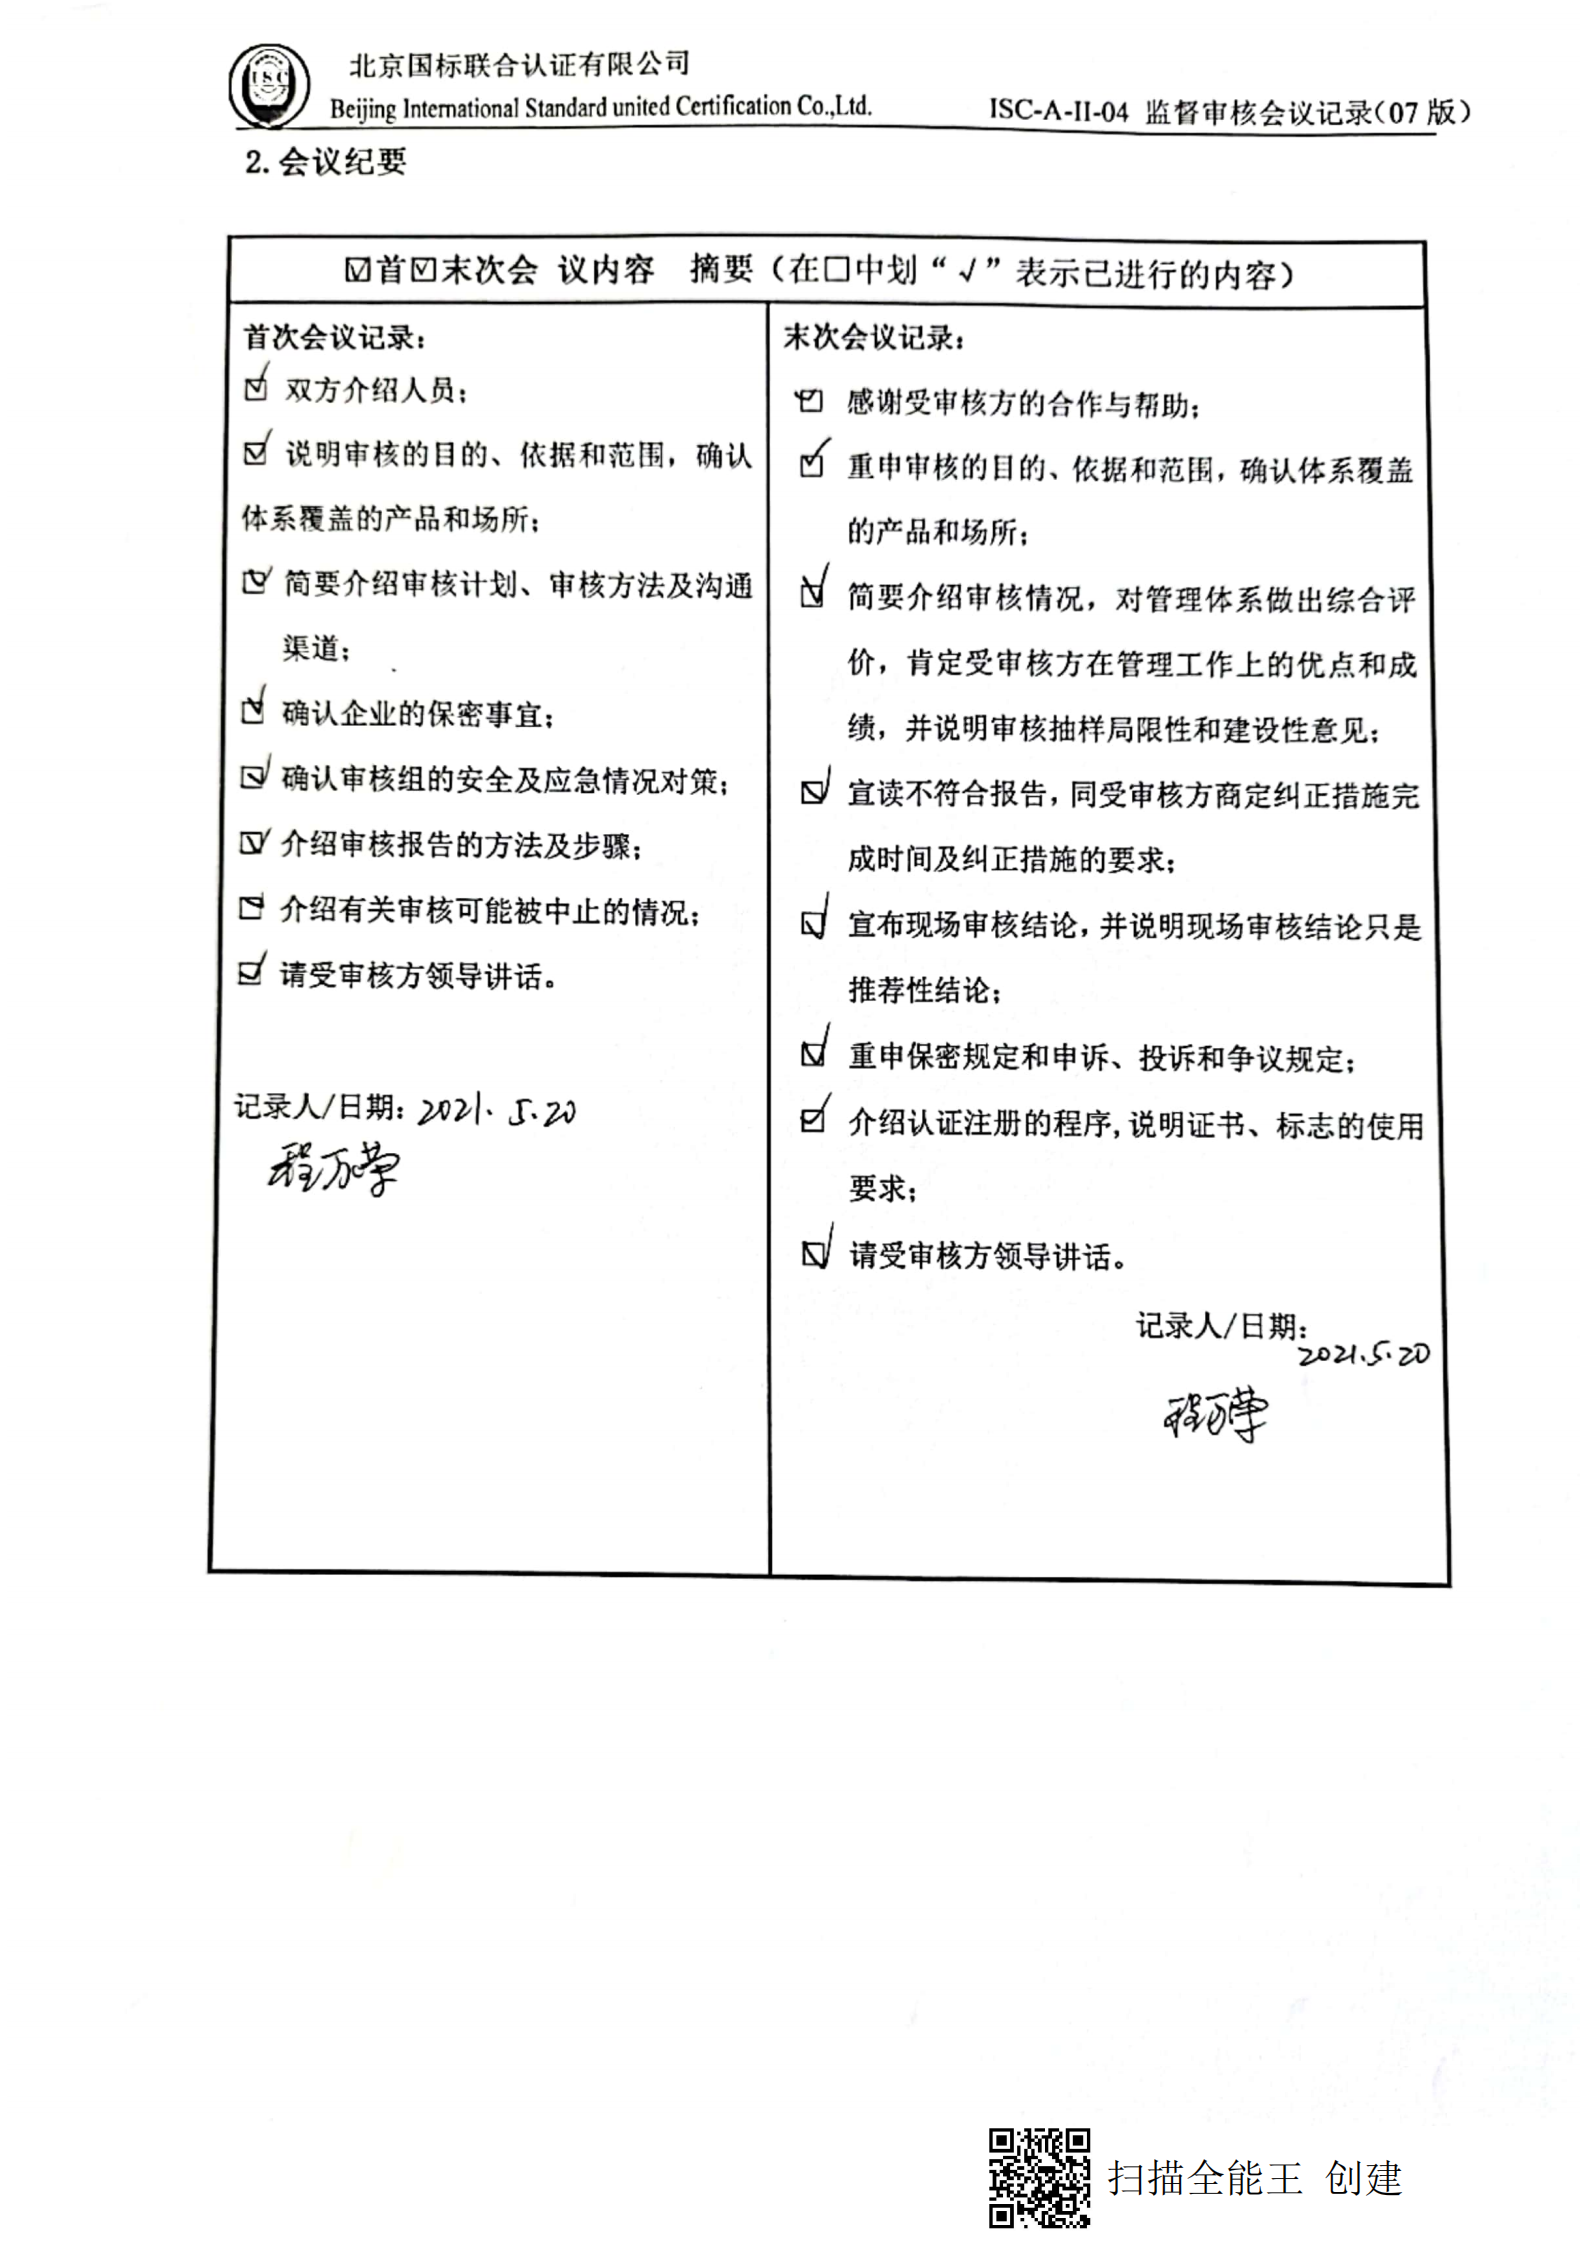 ISC
北京国标联合认证有限公司
Beijing International Standard united Certification Co.,Ltd.
ISC-A-II-04 监督审核会议记录(07版)
2.会议纪要
☑首☑末次会 议内容 摘要（在□中划“√”表示已进行的内容）
首次会议记录：
☑ 双方介绍人员；
☑ 说明审核的目的、依据和范围，确认
体系覆盖的产品和场所；
☑ 简要介绍审核计划、审核方法及沟通
渠道；
☑ 确认企业的保密事宜；
☑ 确认审核组的安全及应急情况对策；
☑ 介绍审核报告的方法及步骤；
☑ 介绍有关审核可能被中止的情况；
☑ 请受审核方领导讲话。
记录人/日期：2021.5.20
程万荣
末次会议记录：
☑ 感谢受审核方的合作与帮助；
☑ 重申审核的目的、依据和范围，确认体系覆盖
的产品和场所；
☑ 简要介绍审核情况，对管理体系做出综合评
价，肯定受审核方在管理工作上的优点和成
绩，并说明审核抽样局限性和建设性意见；
☑ 宣读不符合报告，同受审核方商定纠正措施完
成时间及纠正措施的要求；
☑ 宣布现场审核结论，并说明现场审核结论只是
推荐性结论；
☑ 重申保密规定和申诉、投诉和争议规定；
☑ 介绍认证注册的程序,说明证书、标志的使用
要求；
☑ 请受审核方领导讲话。
记录人/日期：
2021.5.20
程万荣
扫描全能王 创建